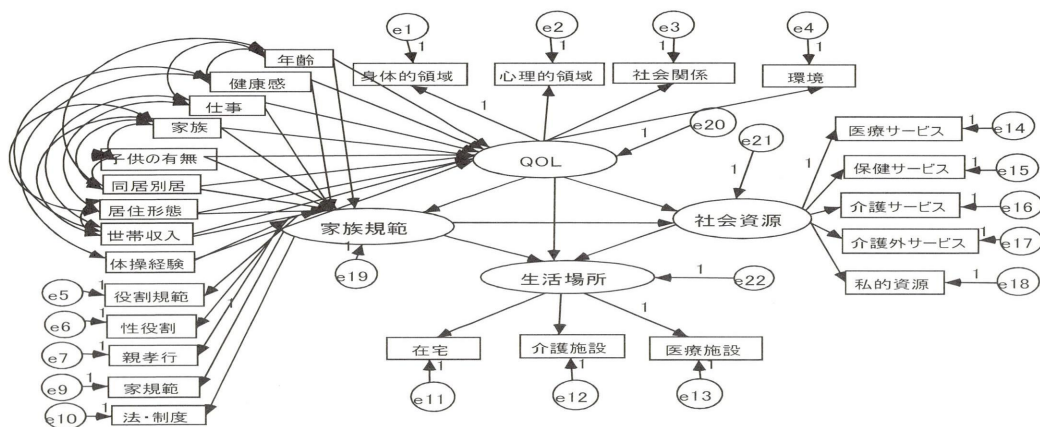 e1
e2
e3
e4
1
1
1
1
年齢
身体的領域
心理的領域
社会関係
環境
健康感
仕事
家族
子供の有無
同居別居
居住形態
世帯収入
体操経験
1
QOL
1
e20
e21
1
家族規範
1
e19
社会資源
1
医療サービス
1
e14
保健サービス
1
e15
介護サービス
1
e16
介護外サービス
1
e17
私的資源
1
e18
生活場所
1
e22
e5
1
役割規範
1
e6
1
性役割
e7
1
親孝行
e9
1
家規範
e10
1
法・制度
1
在宅
介護施設
医療施設
1
1
1
e11
e12
e13